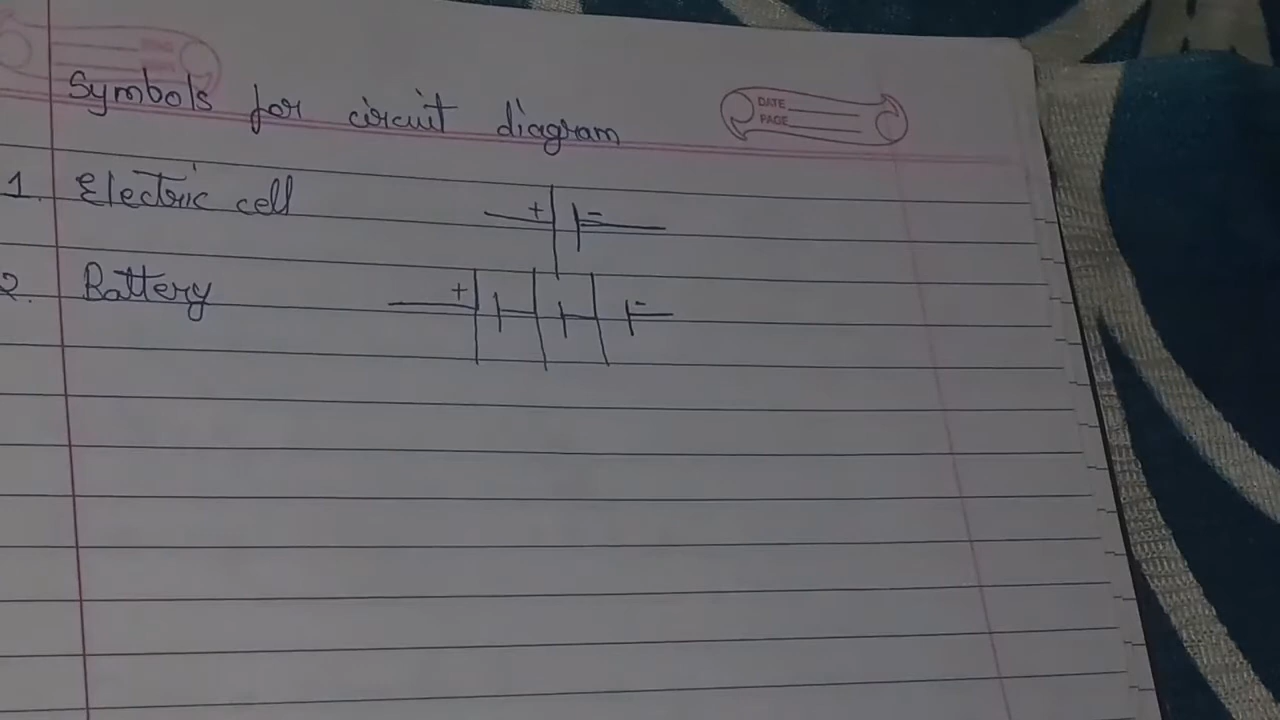 DATE
PAGE
Symbols for circuit diagram
1. Electric cell + -
2. Battery + -